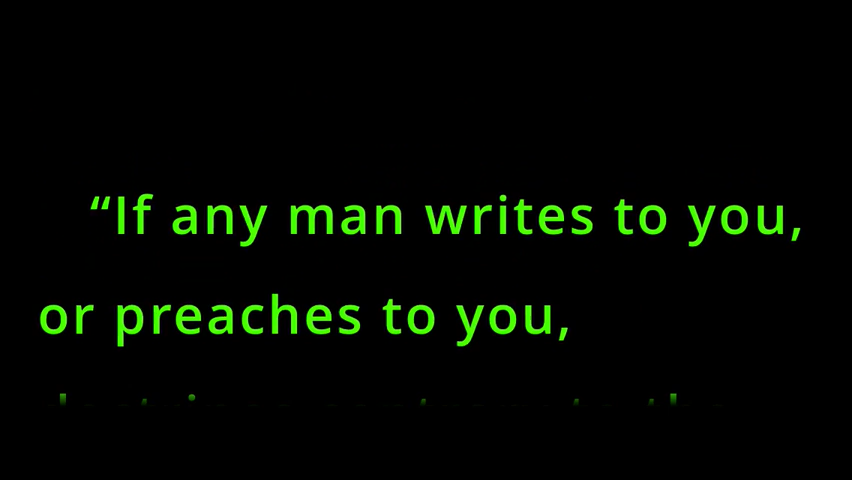 “If any man writes to you,
or preaches to you,